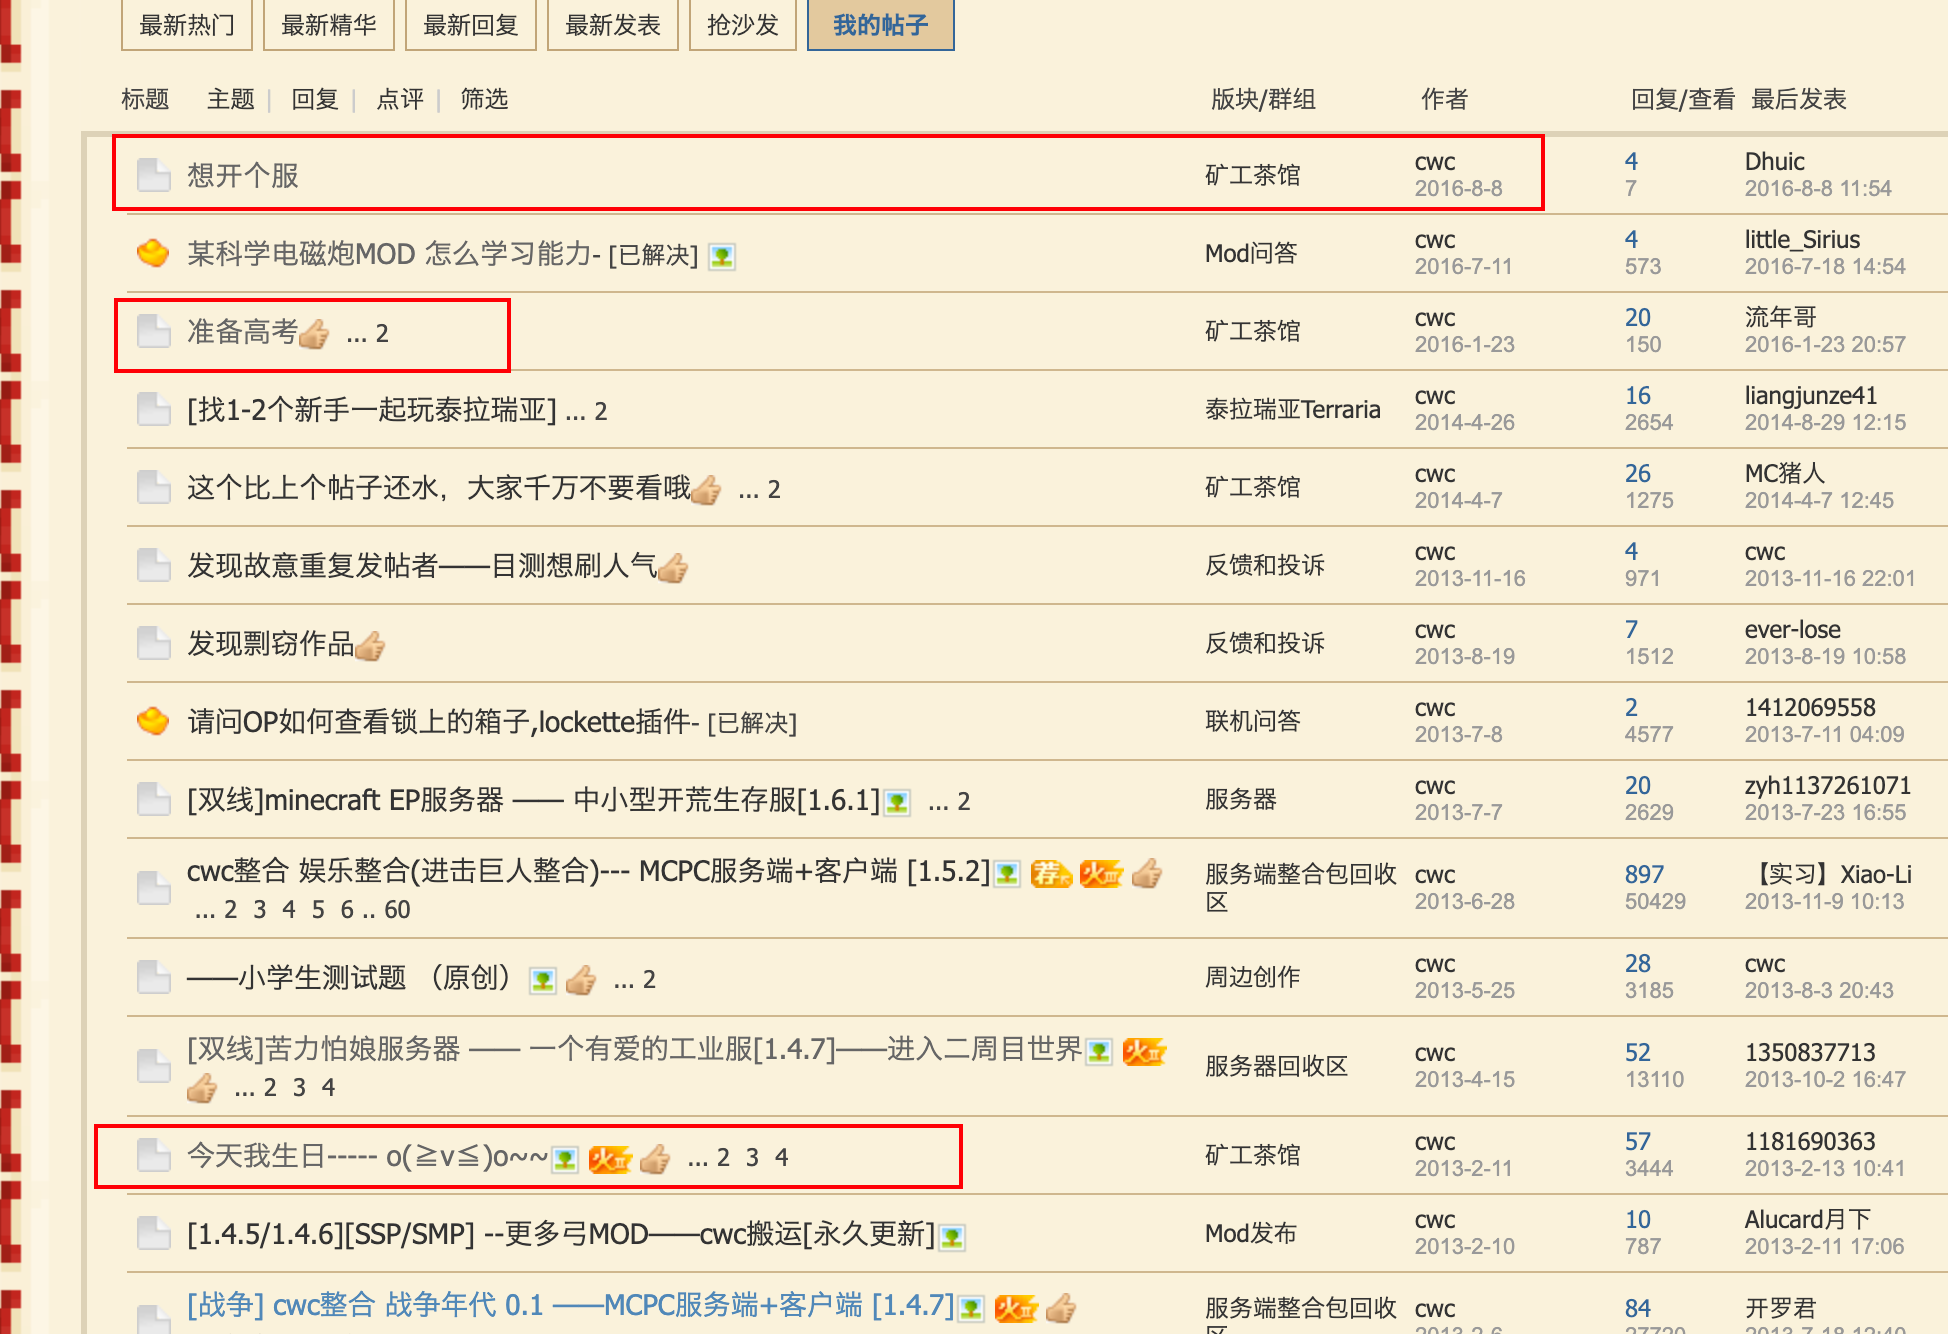 最新热门 最新精华 最新回复 最新发表 抢沙发 我的帖子
标题 主题 | 回复 | 点评 | 筛选 版块/群组 作者 回复/查看 最后发表
想开个服 矿工茶馆 cwc 4 Dhuic
2016-8-8 7 2016-8-8 11:54
某科学电磁炮MOD 怎么学习能力- [已解决] Mod问答 cwc 4 little_Sirius
2016-7-11 573 2016-7-18 14:54
准备高考 ... 2 矿工茶馆 cwc 20 流年哥
2016-1-23 150 2016-1-23 20:57
[找1-2个新手一起玩泰拉瑞亚] ... 2 泰拉瑞亚Terraria cwc 16 liangjunze41
2014-4-26 2654 2014-8-29 12:15
这个比上个帖子还水，大家千万不要看哦 ... 2 矿工茶馆 cwc 26 MC猪人
2014-4-7 1275 2014-4-7 12:45
发现故意重复发帖者——目测想刷人气 反馈和投诉 cwc 4 cwc
2013-11-16 971 2013-11-16 22:01
发现剽窃作品 反馈和投诉 cwc 7 ever-lose
2013-8-19 1512 2013-8-19 10:58
请问OP如何查看锁上的箱子,lockette插件- [已解决] 联机问答 cwc 2 1412069558
2013-7-8 4577 2013-7-11 04:09
[双线]minecraft EP服务器 —— 中小型开荒生存服[1.6.1] ... 2 服务器 cwc 20 zyh1137261071
2013-7-7 2629 2013-7-23 16:55
cwc整合 娱乐整合(进击巨人整合)--- MCPC服务端+客户端 [1.5.2] 荐 火III 服务端整合包回收 cwc 897 【实习】Xiao-Li
... 2 3 4 5 6 .. 60 区 2013-6-28 50429 2013-11-9 10:13
——小学生测试题 （原创） ... 2 周边创作 cwc 28 cwc
2013-5-25 3185 2013-8-3 20:43
[双线]苦力怕娘服务器 —— 一个有爱的工业服[1.4.7]——进入二周目世界 火II 服务器回收区 cwc 52 1350837713
... 2 3 4 2013-4-15 13110 2013-10-2 16:47
今天我生日----- o(≧v≦)o~~ 火II ... 2 3 4 矿工茶馆 cwc 57 1181690363
2013-2-11 3444 2013-2-13 10:41
[1.4.5/1.4.6][SSP/SMP] --更多弓MOD——cwc搬运[永久更新] Mod发布 cwc 10 Alucard月下
2013-2-10 787 2013-2-11 17:06
[战争] cwc整合 战争年代 0.1 ——MCPC服务端+客户端 [1.4.7] 火II 服务端整合包回收 cwc 84 开罗君